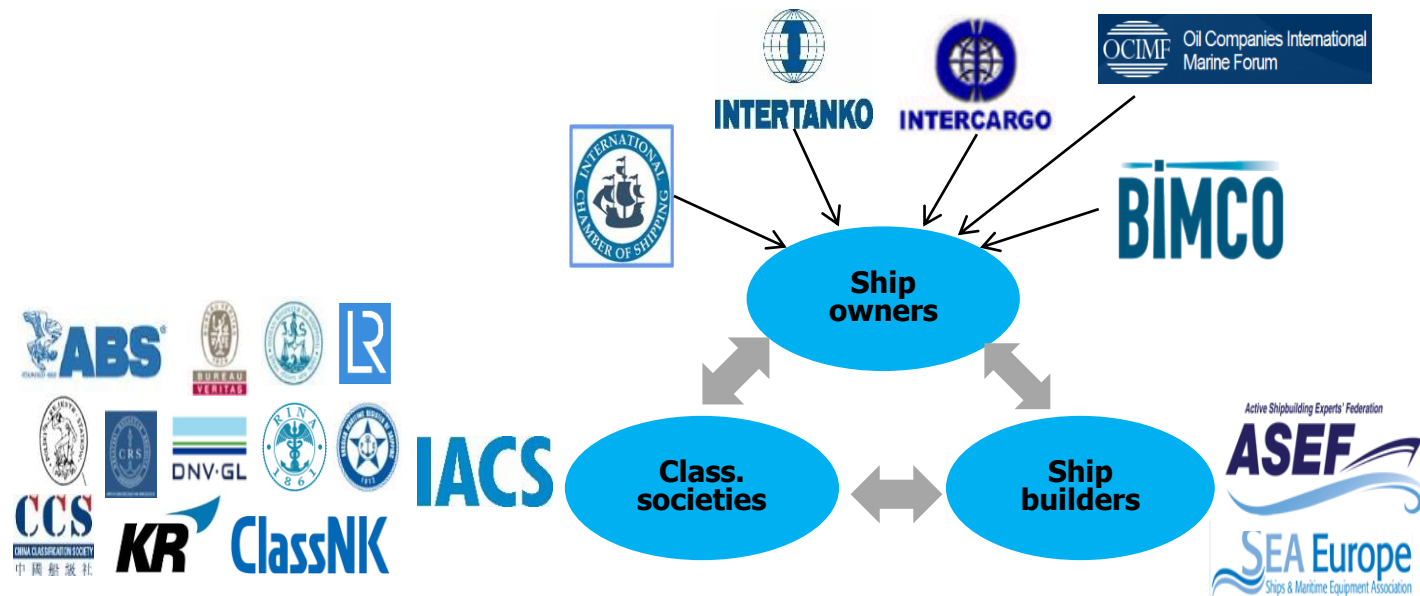 INTERTANKO
INTERCARGO
OCIMF
Oil Companies International
Marine Forum
INTERNATIONAL
CHAMBER OF SHIPPING
BIMCO
Ship
owners
ABS
BUREAU
VERITAS
IRS
LR
CRS
DNV·GL
RINA
1861
1913
IACS
Class.
societies
Ship
builders
Active Shipbuilding Experts' Federation
ASEF
CCS
CHINA CLASSIFICATION SOCIETY
中國船級社
KR
ClassNK
SEA Europe
Ships & Maritime Equipment Association